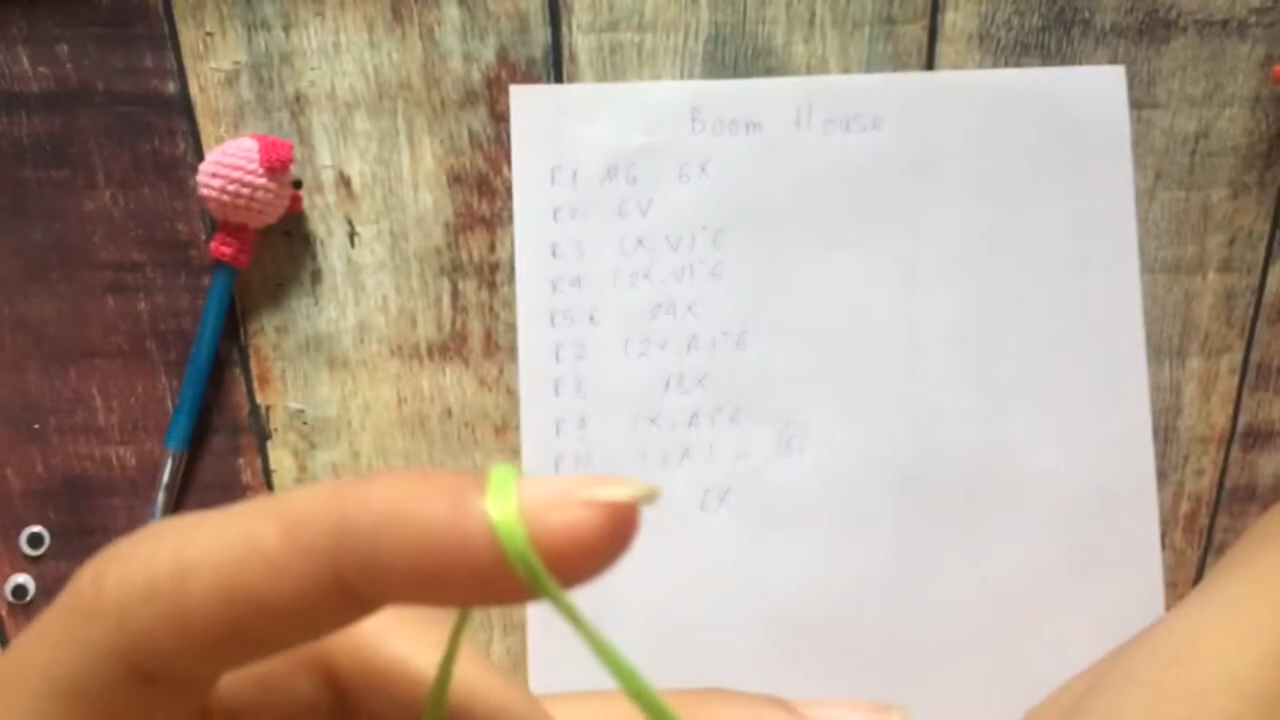 Boom House
R1 MG 6X
R2 6V
R3 (X, V)*6
R4 (2X, V)*6
R5-6 24X
R7 (2X, A)*6
R8 18X
R9 (X, A)*6
R10
6X